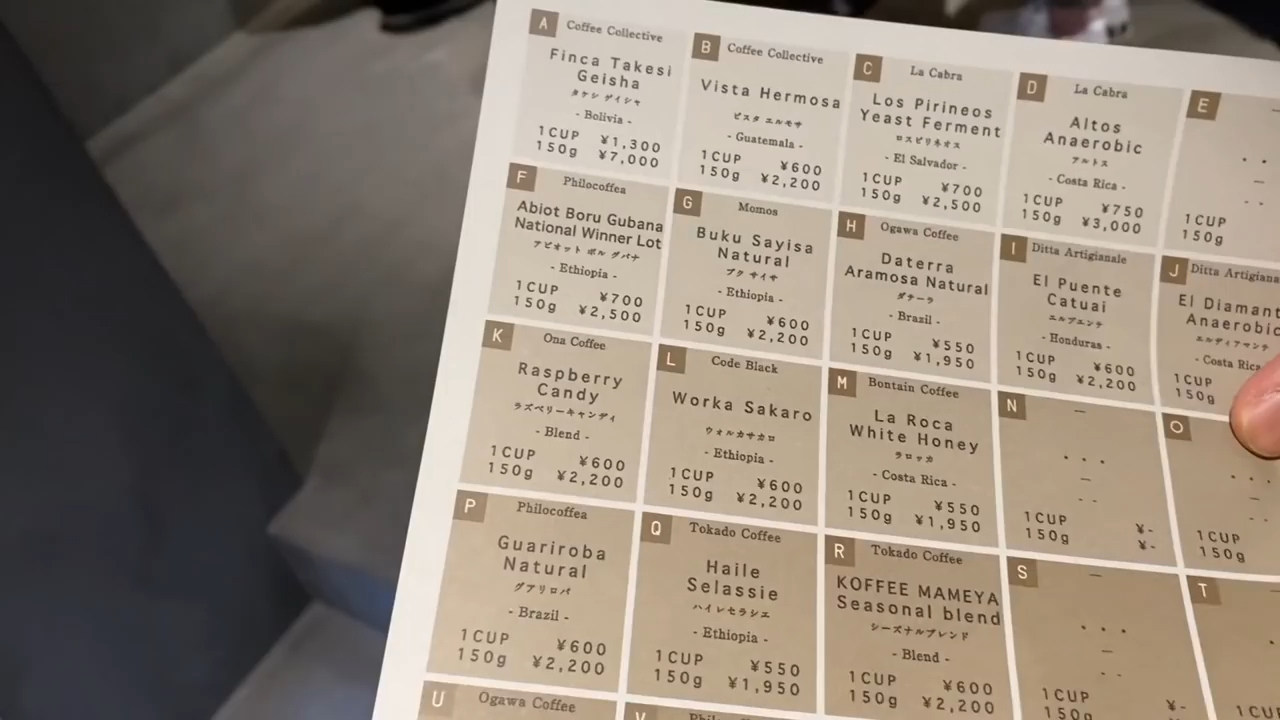 A Coffee Collective
Finca Takesi
Geisha
タケシ ゲイシャ
- Bolivia -
1CUP ¥1,300
150g ¥7,000
B Coffee Collective
Vista Hermosa
ビスタ エルモサ
- Guatemala -
1CUP ¥600
150g ¥2,200
C La Cabra
Los Pirineos
Yeast Ferment
ロスピリネオス
- El Salvador -
1CUP ¥700
150g ¥2,500
D La Cabra
Altos
Anaerobic
アルトス
- Costa Rica -
1CUP ¥750
150g ¥3,000
E
1CUP
150g
F Philocoffea
Abiot Boru Gubana
National Winner Lot
アビオット ボル グバナ
- Ethiopia -
1CUP ¥700
150g ¥2,500
G Momos
Buku Sayisa
Natural
ブク サイサ
- Ethiopia -
1CUP ¥600
150g ¥2,200
H Ogawa Coffee
Daterra
Aramosa Natural
ダテーラ
- Brazil -
1CUP ¥550
150g ¥1,950
I Ditta Artigianale
El Puente
Catuai
エルプエンテ
- Honduras -
1CUP ¥600
150g ¥2,200
J Ditta Artigiana
El Diamant
Anaerobic
エルディアマンテ
- Costa Rica
1CUP
150g
K Ona Coffee
Raspberry
Candy
ラズベリーキャンディ
- Blend -
1CUP ¥600
150g ¥2,200
L Code Black
Worka Sakaro
ウォルカサカロ
- Ethiopia -
1CUP ¥600
150g ¥2,200
M Bontain Coffee
La Roca
White Honey
ラロッカ
- Costa Rica -
1CUP ¥550
150g ¥1,950
N
1CUP ¥-
150g ¥-
O
1CUP
150g
P Philocoffea
Guariroba
Natural
グアリロバ
- Brazil -
1CUP ¥600
150g ¥2,200
Q Tokado Coffee
Haile
Selassie
ハイレセラシエ
- Ethiopia -
1CUP ¥550
150g ¥1,950
R Tokado Coffee
KOFFEE MAMEYA
Seasonal blend
シーズナルブレンド
- Blend -
1CUP ¥600
150g ¥2,200
S
1CUP ¥-
150g
T
1CU
U Ogawa Coffee